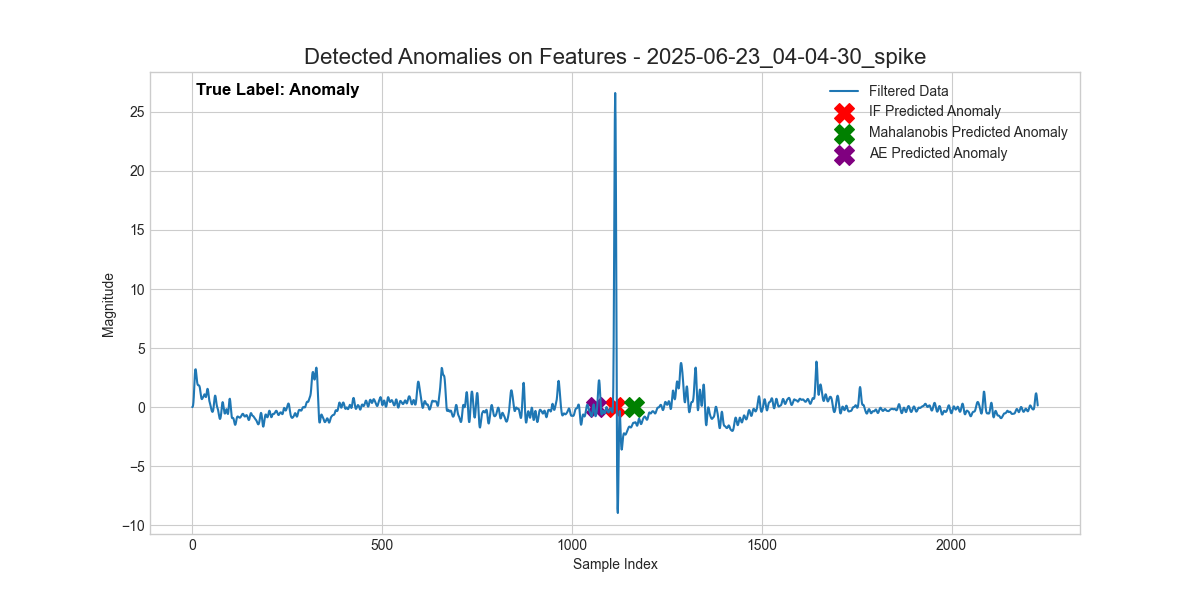 Detected Anomalies on Features - 2025-06-23_04-04-30_spike
True Label: Anomaly
Filtered Data
IF Predicted Anomaly
Mahalanobis Predicted Anomaly
AE Predicted Anomaly
Magnitude
25
20
15
10
5
0
−5
−10
0 500 1000 1500 2000
Sample Index